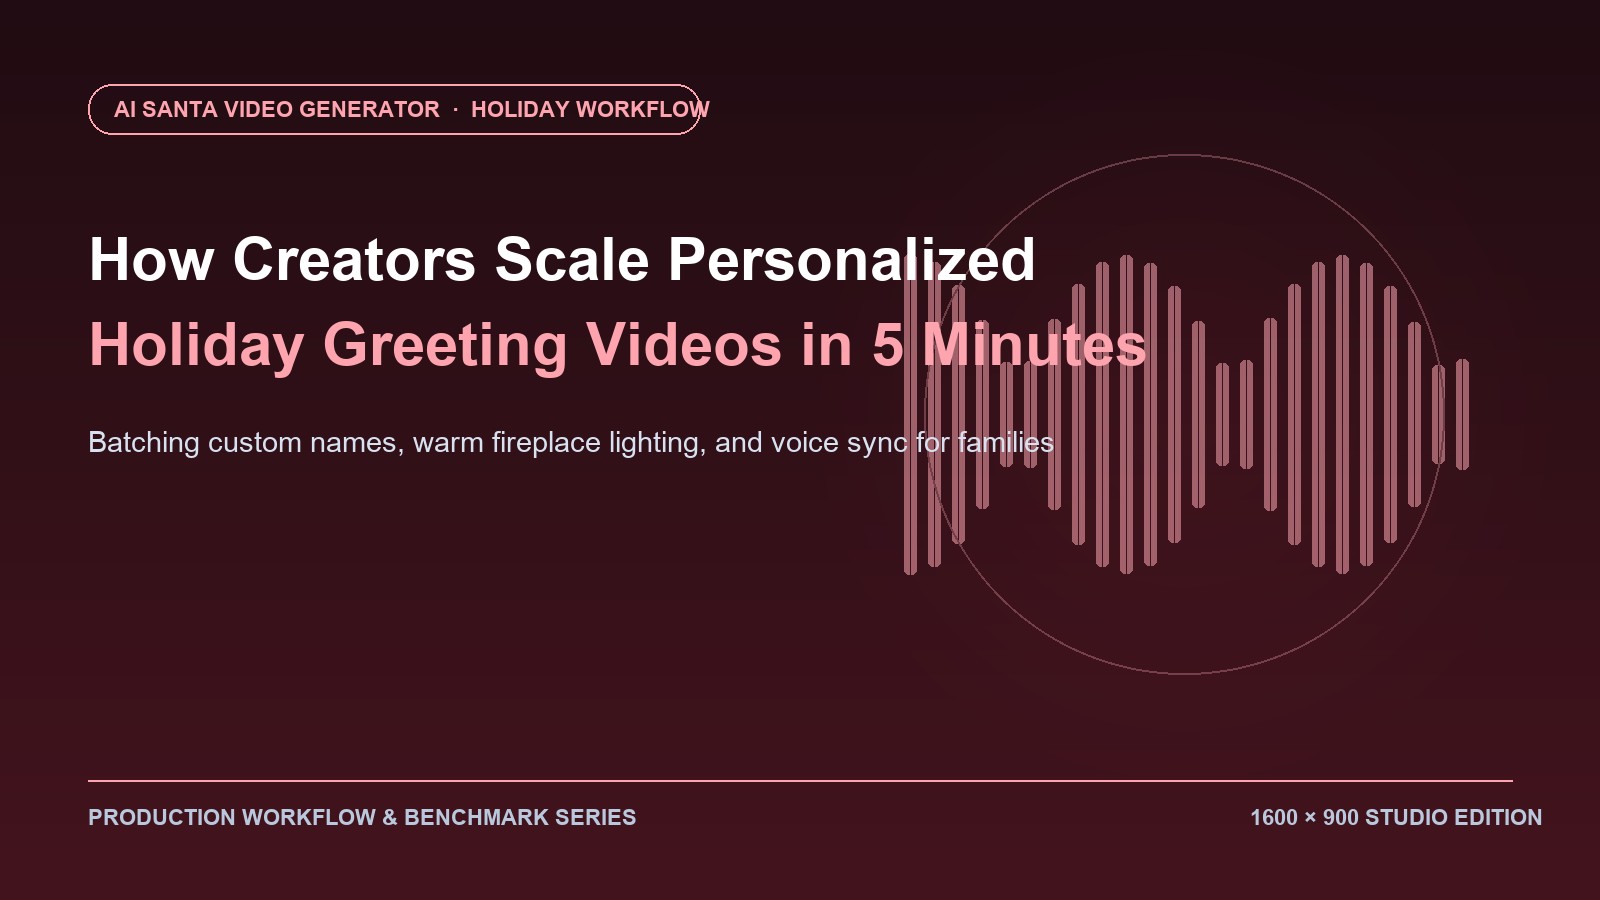 AI SANTA VIDEO GENERATOR · HOLIDAY WORKFLOW
How Creators Scale Personalized
Holiday Greeting Videos in 5 Minutes
Batching custom names, warm fireplace lighting, and voice sync for families
PRODUCTION WORKFLOW & BENCHMARK SERIES
1600 × 900 STUDIO EDITION